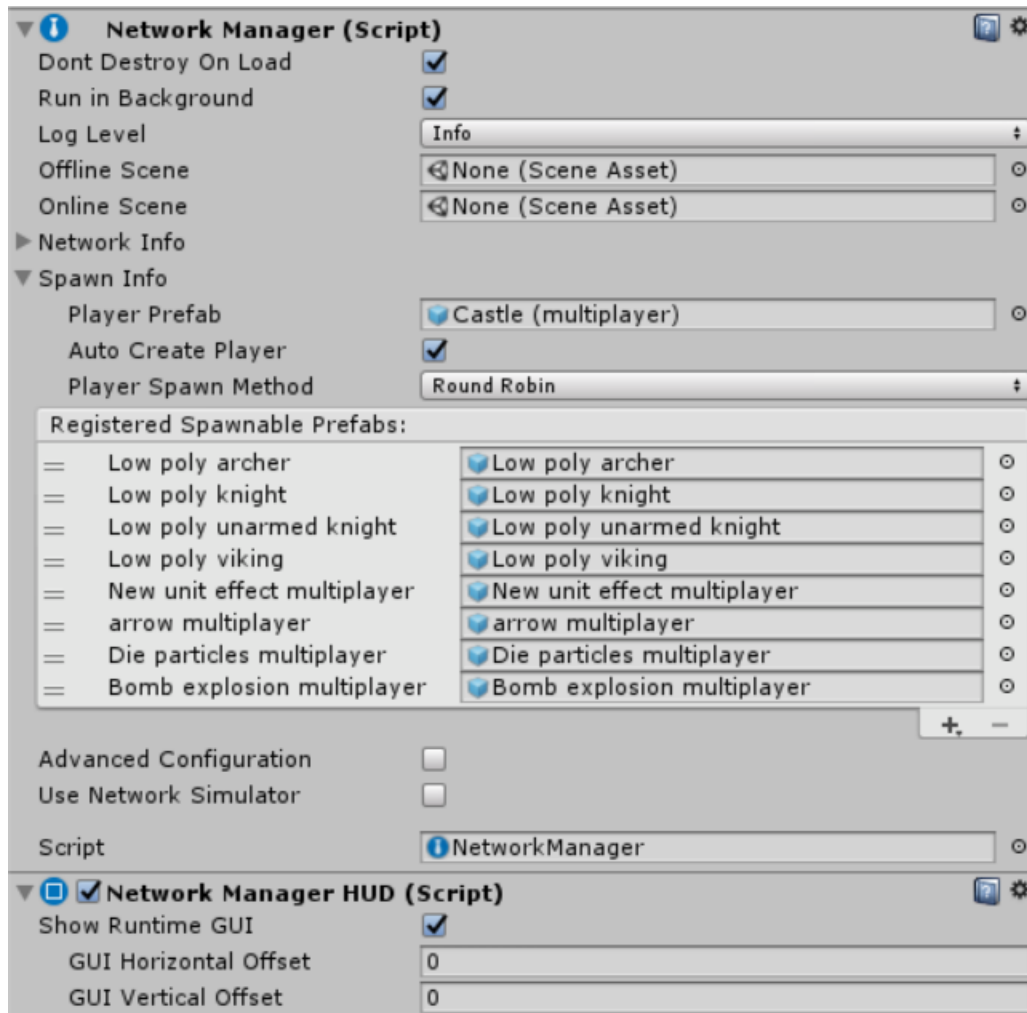 Network Manager (Script)
Dont Destroy On Load
Run in Background
Log Level Info
Offline Scene None (Scene Asset)
Online Scene None (Scene Asset)
Network Info
Spawn Info
Player Prefab Castle (multiplayer)
Auto Create Player
Player Spawn Method Round Robin
Registered Spawnable Prefabs:
Low poly archer Low poly archer
Low poly knight Low poly knight
Low poly unarmed knight Low poly unarmed knight
Low poly viking Low poly viking
New unit effect multiplayer New unit effect multiplayer
arrow multiplayer arrow multiplayer
Die particles multiplayer Die particles multiplayer
Bomb explosion multiplayer Bomb explosion multiplayer
Advanced Configuration
Use Network Simulator
Script NetworkManager
Network Manager HUD (Script)
Show Runtime GUI
GUI Horizontal Offset 0
GUI Vertical Offset 0